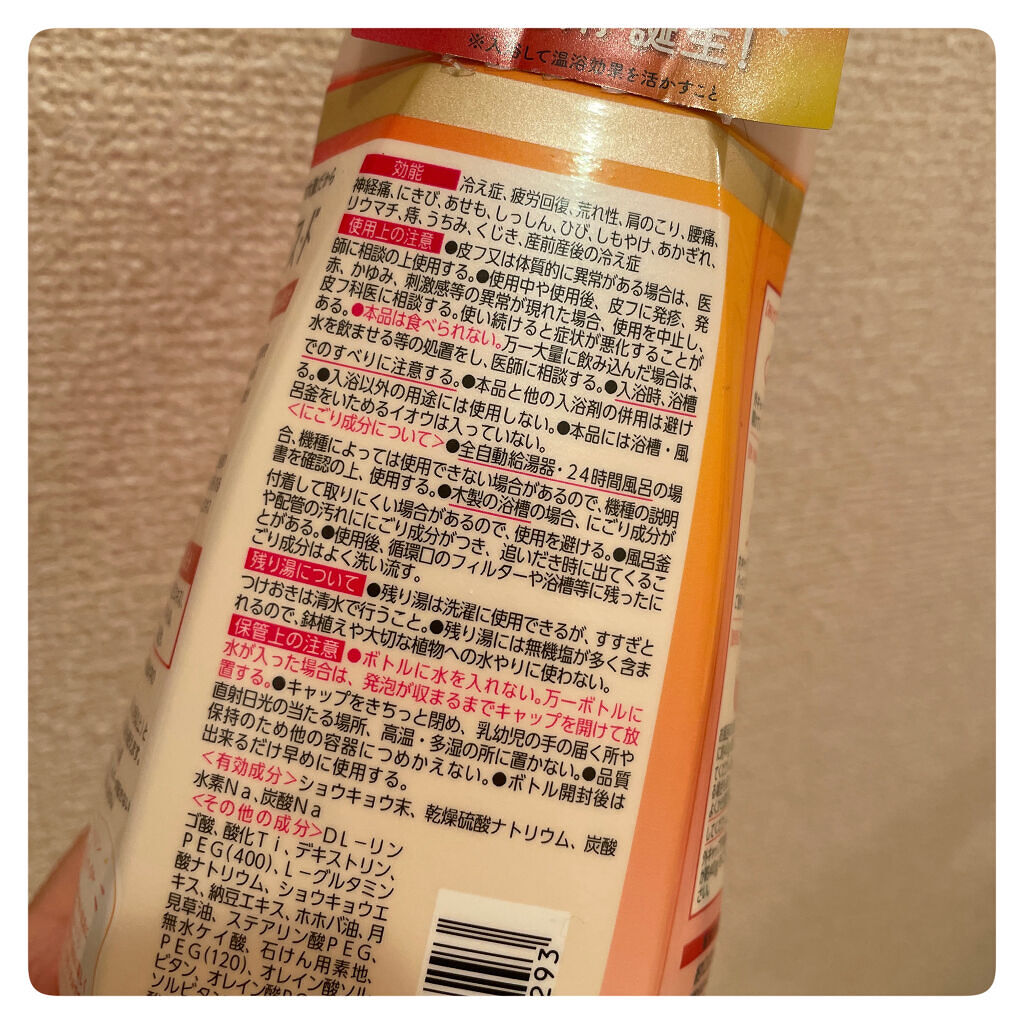 誕生！
※入浴して温浴効果を活かすこと
効能
冷え症、疲労回復、荒れ性、肩のこり、腰痛、
神経痛、にきび、あせも、しっしん、ひび、しもやけ、あかぎれ、
リウマチ、痔、うちみ、くじき、産前産後の冷え症
使用上の注意
●皮フ又は体質的に異常がある場合は、医
師に相談の上使用する。●使用中や使用後、皮フに発疹、発
赤、かゆみ、刺激感等の異常が現れた場合、使用を中止し、
皮フ科医に相談する。使い続けると症状が悪化することが
ある。●本品は食べられない。万一大量に飲み込んだ場合は、
水を飲ませる等の処置をし、医師に相談する。●入浴時、浴槽
でのすべりに注意する。●本品と他の入浴剤の併用は避け
る。●入浴以外の用途には使用しない。●本品には浴槽・風
呂釜をいためるイオウは入っていない。
<にごり成分について>●全自動給湯器・24時間風呂の場
合、機種によっては使用できない場合があるので、機種の説明
書を確認の上、使用する。●木製の浴槽の場合、にごり成分が
付着して取りにくい場合があるので、使用を避ける。●風呂釜
や配管の汚れににごり成分がつき、追いだき時に出てくるこ
とがある。●使用後、循環口のフィルターや浴槽等に残ったに
ごり成分はよく洗い流す。
残り湯について
●残り湯は洗濯に使用できるが、すすぎと
つけおきは清水で行うこと。●残り湯には無機塩が多く含ま
れるので、鉢植えや大切な植物への水やりに使わない。
保管上の注意
●ボトルに水を入れない。万一ボトルに
水が入った場合は、発泡が収まるまでキャップを開けて放
置する。●キャップをきちっと閉め、乳幼児の手の届く所や
直射日光の当たる場所、高温・多湿の所に置かない。●品質
保持のため他の容器につめかえない。●ボトル開封後は
出来るだけ早めに使用する。
<有効成分>ショウキョウ末、乾燥硫酸ナトリウム、炭酸
水素Na、炭酸Na
<その他の成分>DL-リン
ゴ酸、酸化Ti、デキストリン、
PEG(400)、L-グルタミン
酸ナトリウム、ショウキョウエ
キス、納豆エキス、ホホバ油、月
見草油、ステアリン酸PEG、
無水ケイ酸、石けん用素地、
PEG(120)、オレイン酸ソル
ビタン、オレイン酸P
ソルビタン
293